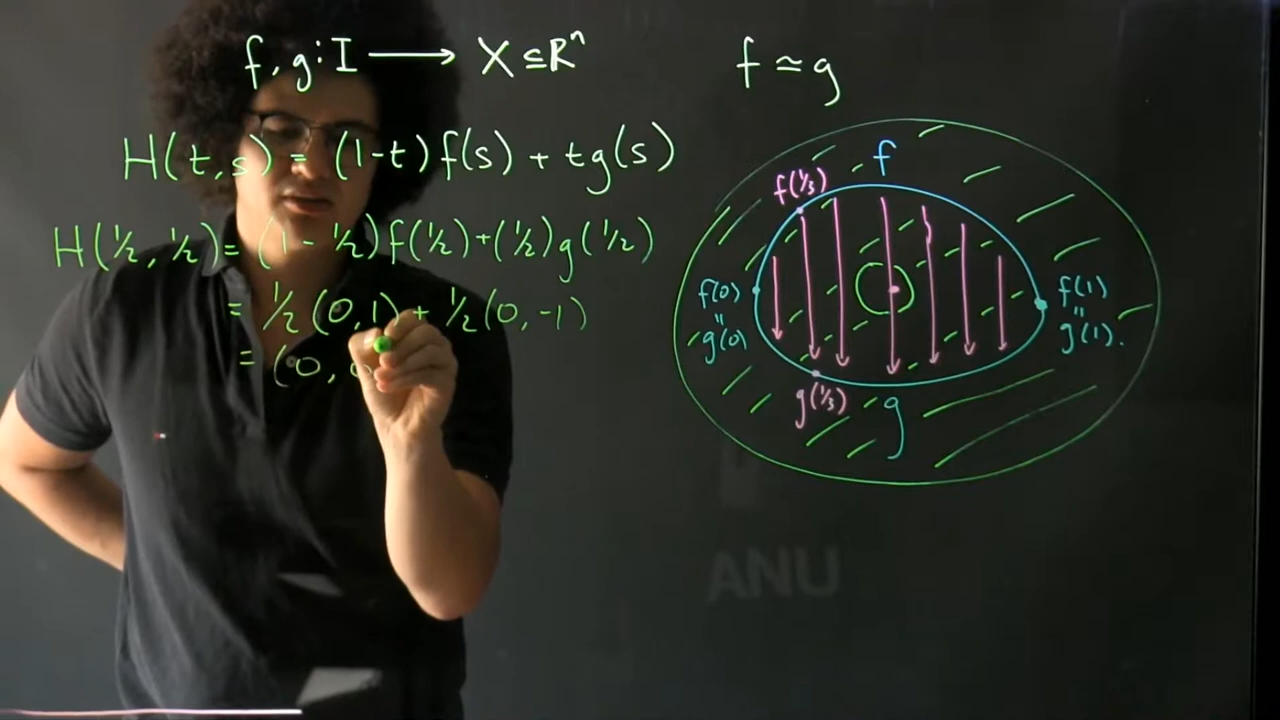 f, g : I ⟶ X ⊆ Rⁿ
f ≃ g
H(t,s) = (1-t)f(s) + tg(s)
H(½, ½) = (1 - ½)f(½)+(½)g(½)
= ½(0,1) + ½(0,-1)
= (0, 0
f
f(⅓)
f(0)
"
g(0)
f(1)
"
g(1).
g(⅓)
g
ANU